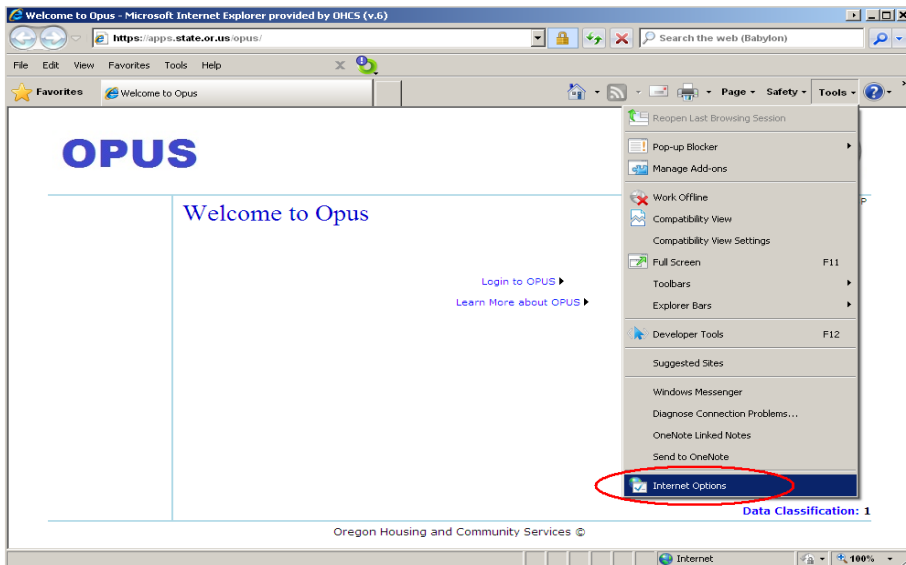 Welcome to Opus - Microsoft Internet Explorer provided by OHCS (v.6)
https://apps.state.or.us/opus/
Search the web (Babylon)
File Edit View Favorites Tools Help
Favorites
Welcome to Opus
Page
Safety
Tools
Reopen Last Browsing Session
Pop-up Blocker
Manage Add-ons
Work Offline
Compatibility View
Compatibility View Settings
Full Screen F11
Toolbars
Explorer Bars
Developer Tools F12
Suggested Sites
Windows Messenger
Diagnose Connection Problems...
OneNote Linked Notes
Send to OneNote
Internet Options
OPUS
P
Welcome to Opus
Login to OPUS
Learn More about OPUS
Data Classification: 1
Oregon Housing and Community Services ©
Internet
100%